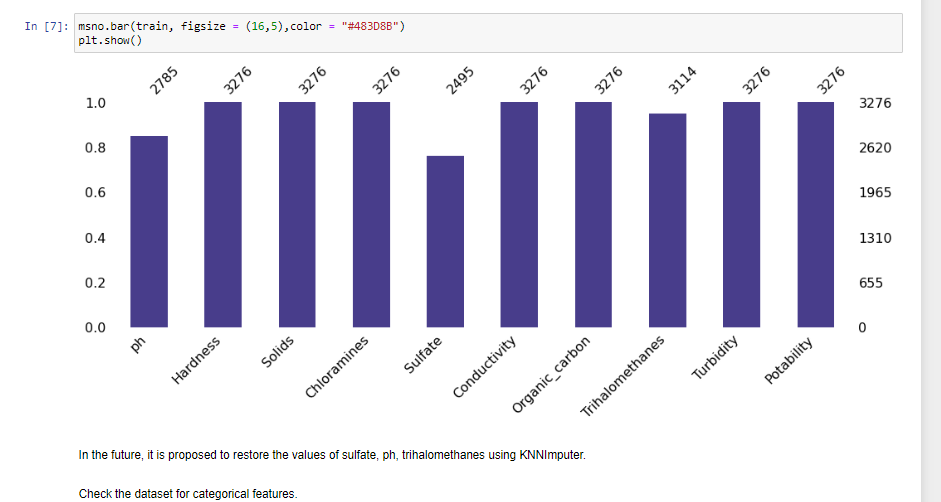 In [7]: msno.bar(train, figsize = (16,5),color = "#483D8B")
plt.show()
2785 3276 3276 3276 2495 3276 3276 3114 3276 3276
1.0 3276
0.8 2620
0.6 1965
0.4 1310
0.2 655
0.0 0
ph Hardness Solids Chloramines Sulfate Conductivity Organic_carbon Trihalomethanes Turbidity Potability
In the future, it is proposed to restore the values of sulfate, ph, trihalomethanes using KNNImputer.
Check the dataset for categorical features.